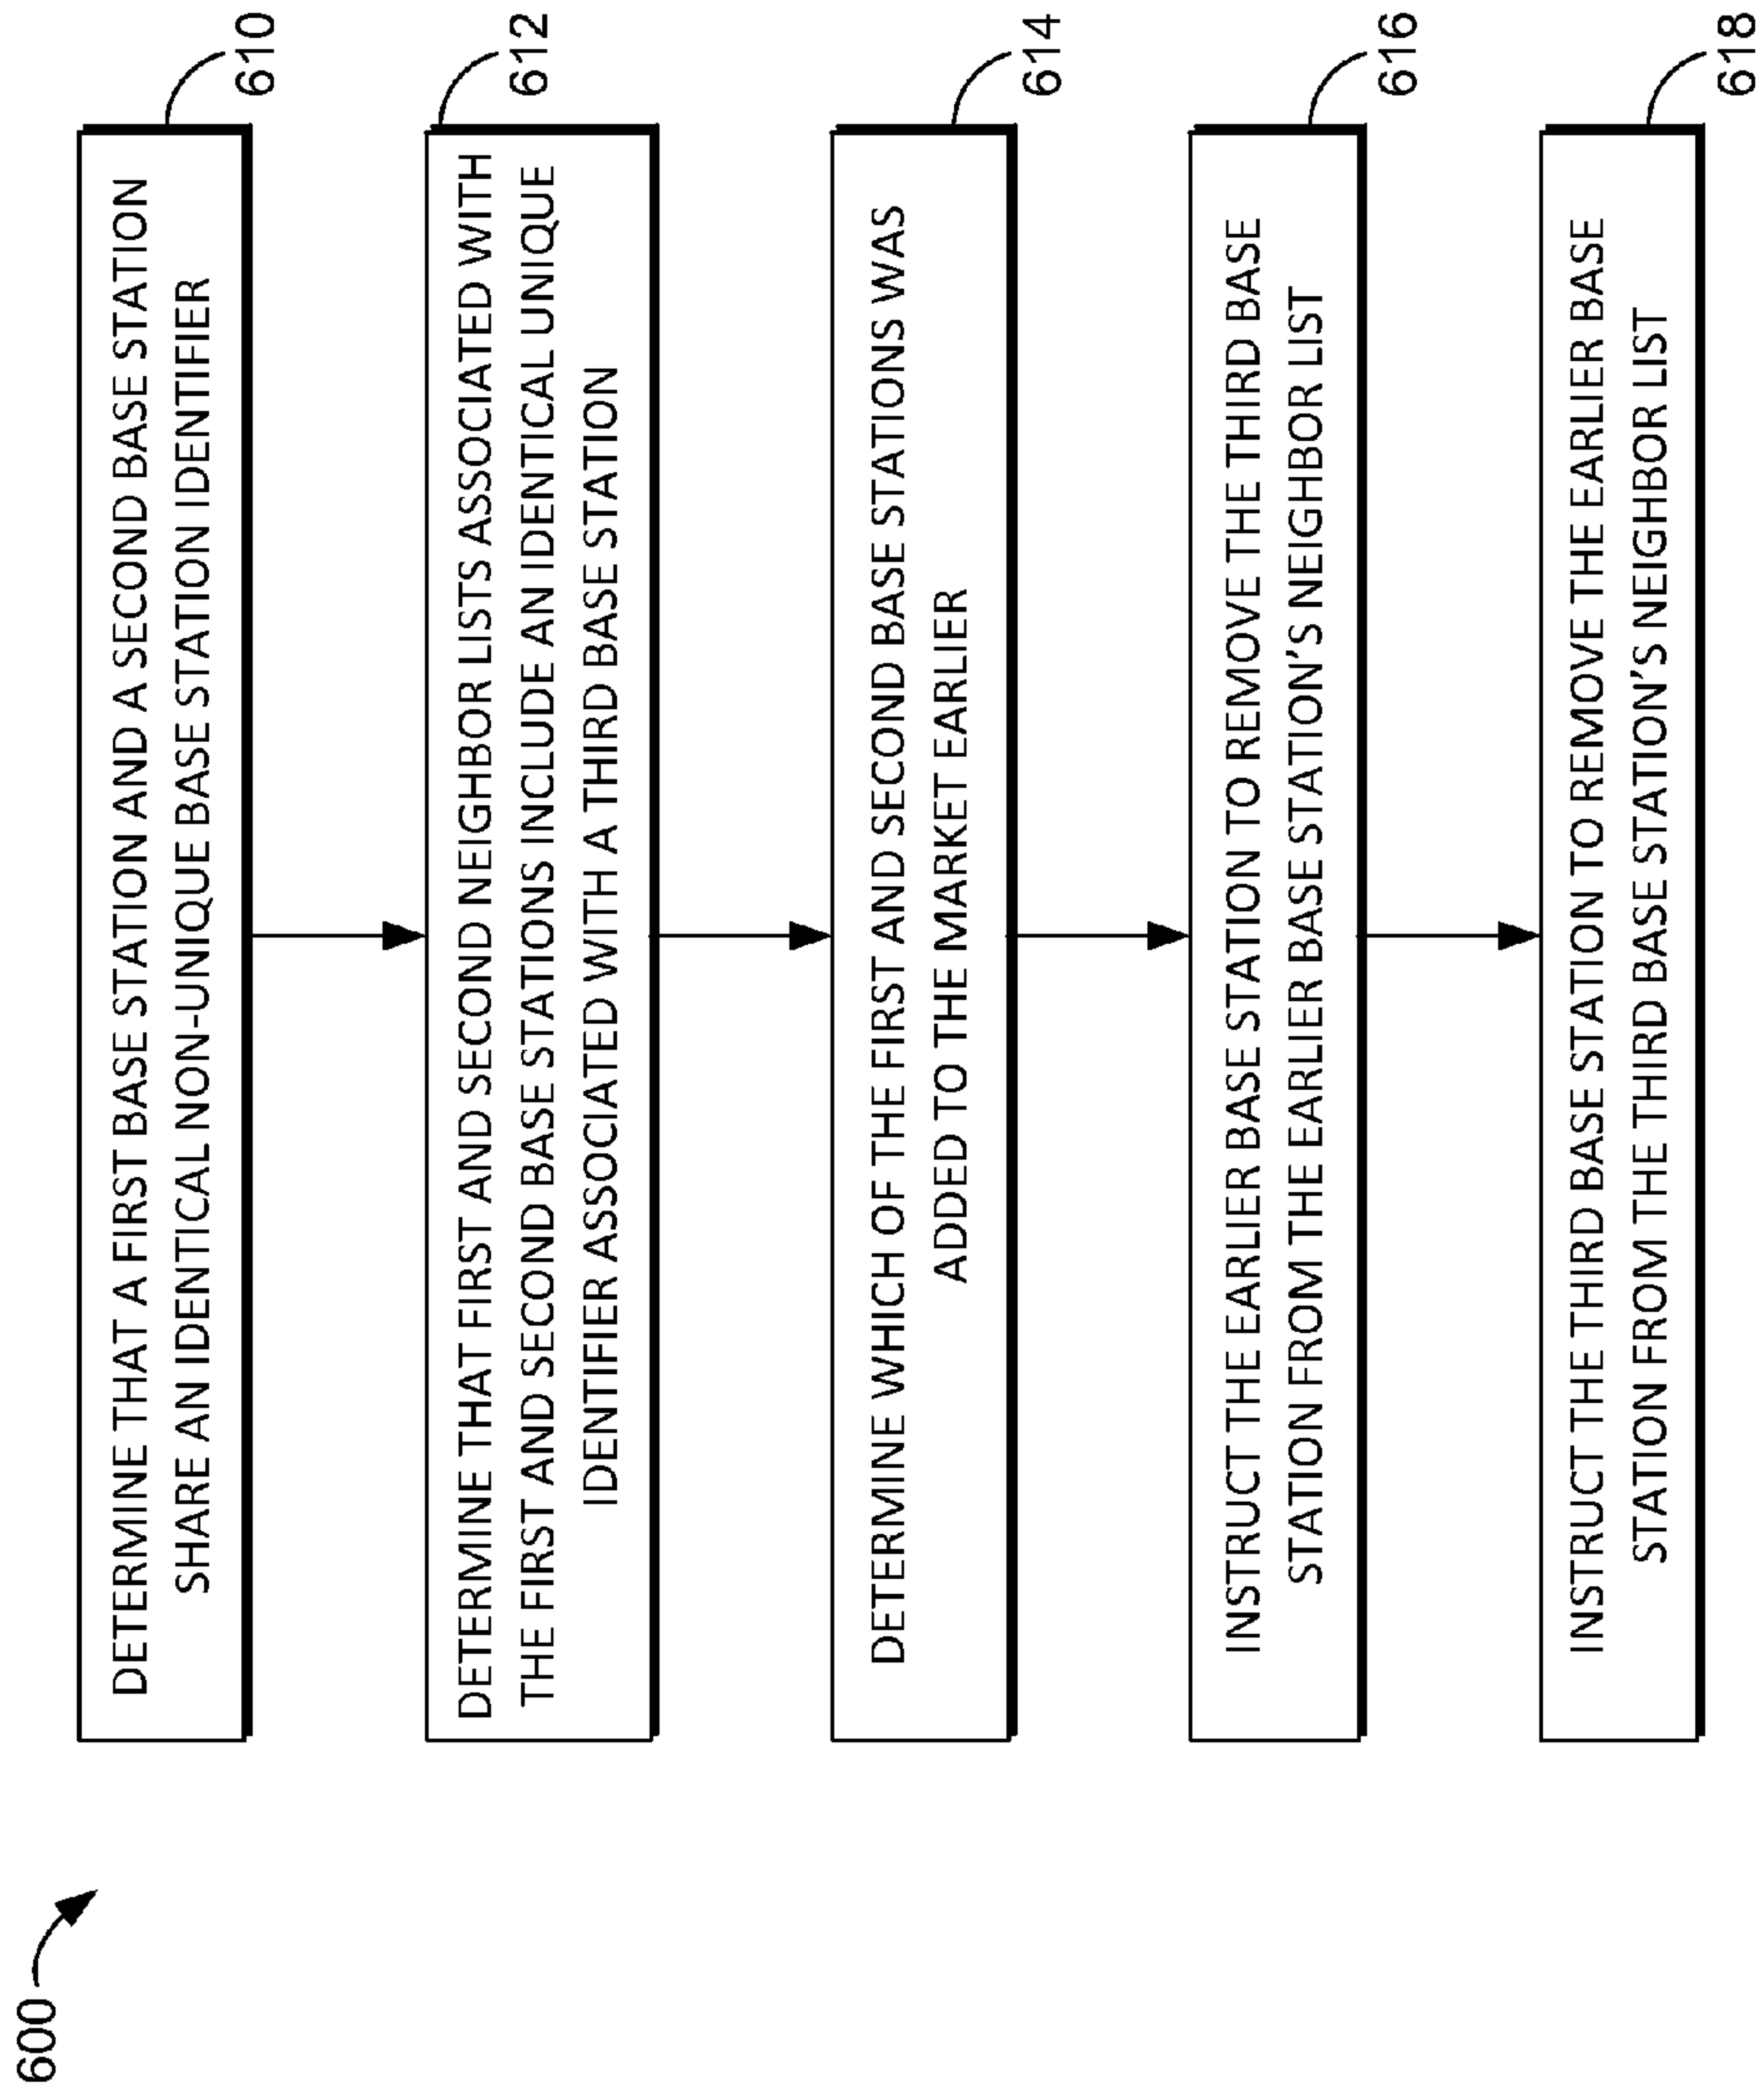 600
DETERMINE THAT A FIRST BASE STATION AND A SECOND BASE STATION
SHARE AN IDENTICAL NON-UNIQUE BASE STATION IDENTIFIER
610
DETERMINE THAT FIRST AND SECOND NEIGHBOR LISTS ASSOCIATED WITH
THE FIRST AND SECOND BASE STATIONS INCLUDE AN IDENTICAL UNIQUE
IDENTIFIER ASSOCIATED WITH A THIRD BASE STATION
612
DETERMINE WHICH OF THE FIRST AND SECOND BASE STATIONS WAS
ADDED TO THE MARKET EARLIER
614
INSTRUCT THE EARLIER BASE STATION TO REMOVE THE THIRD BASE
STATION FROM THE EARLIER BASE STATION'S NEIGHBOR LIST
616
INSTRUCT THE THIRD BASE STATION TO REMOVE THE EARLIER BASE
STATION FROM THE THIRD BASE STATION'S NEIGHBOR LIST
618